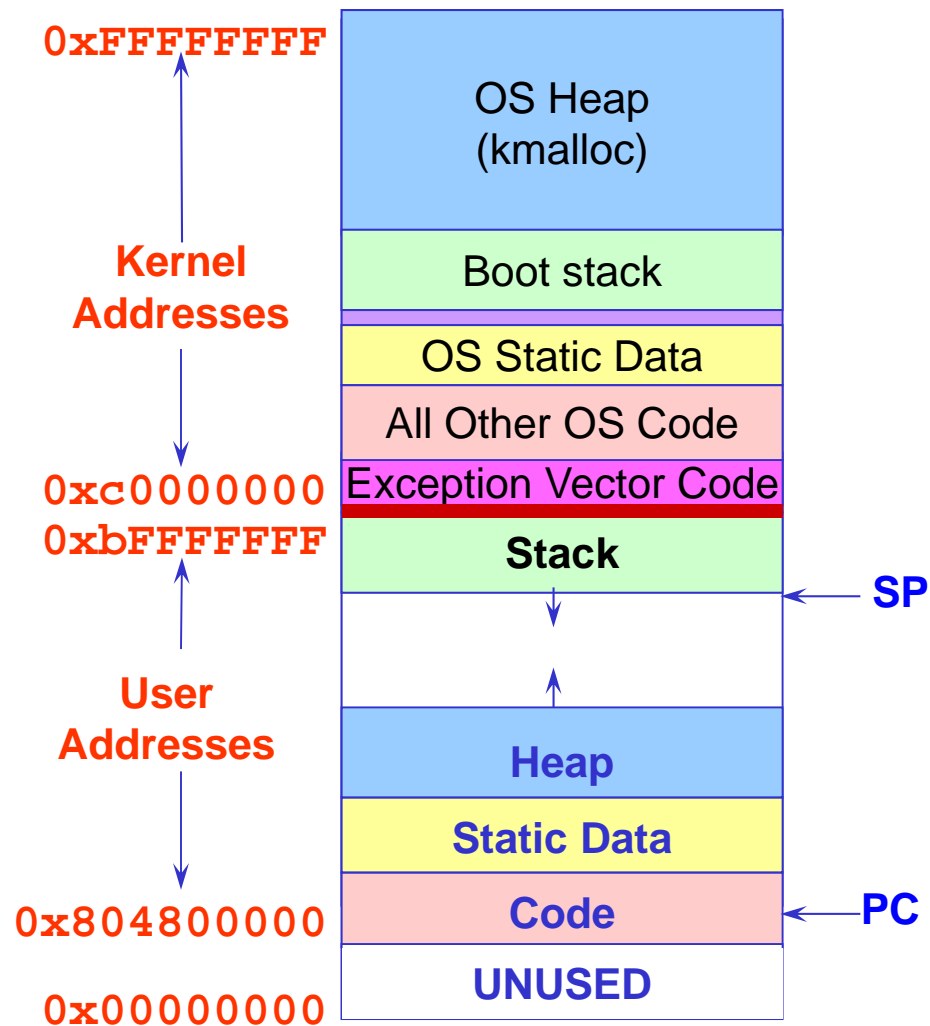 0xFFFFFFFF
OS Heap
(kmalloc)
Kernel
Addresses
Boot stack
OS Static Data
All Other OS Code
0xc0000000
Exception Vector Code
0xbFFFFFFF
Stack
SP
User
Addresses
Heap
Static Data
0x804800000
Code
PC
UNUSED
0x00000000